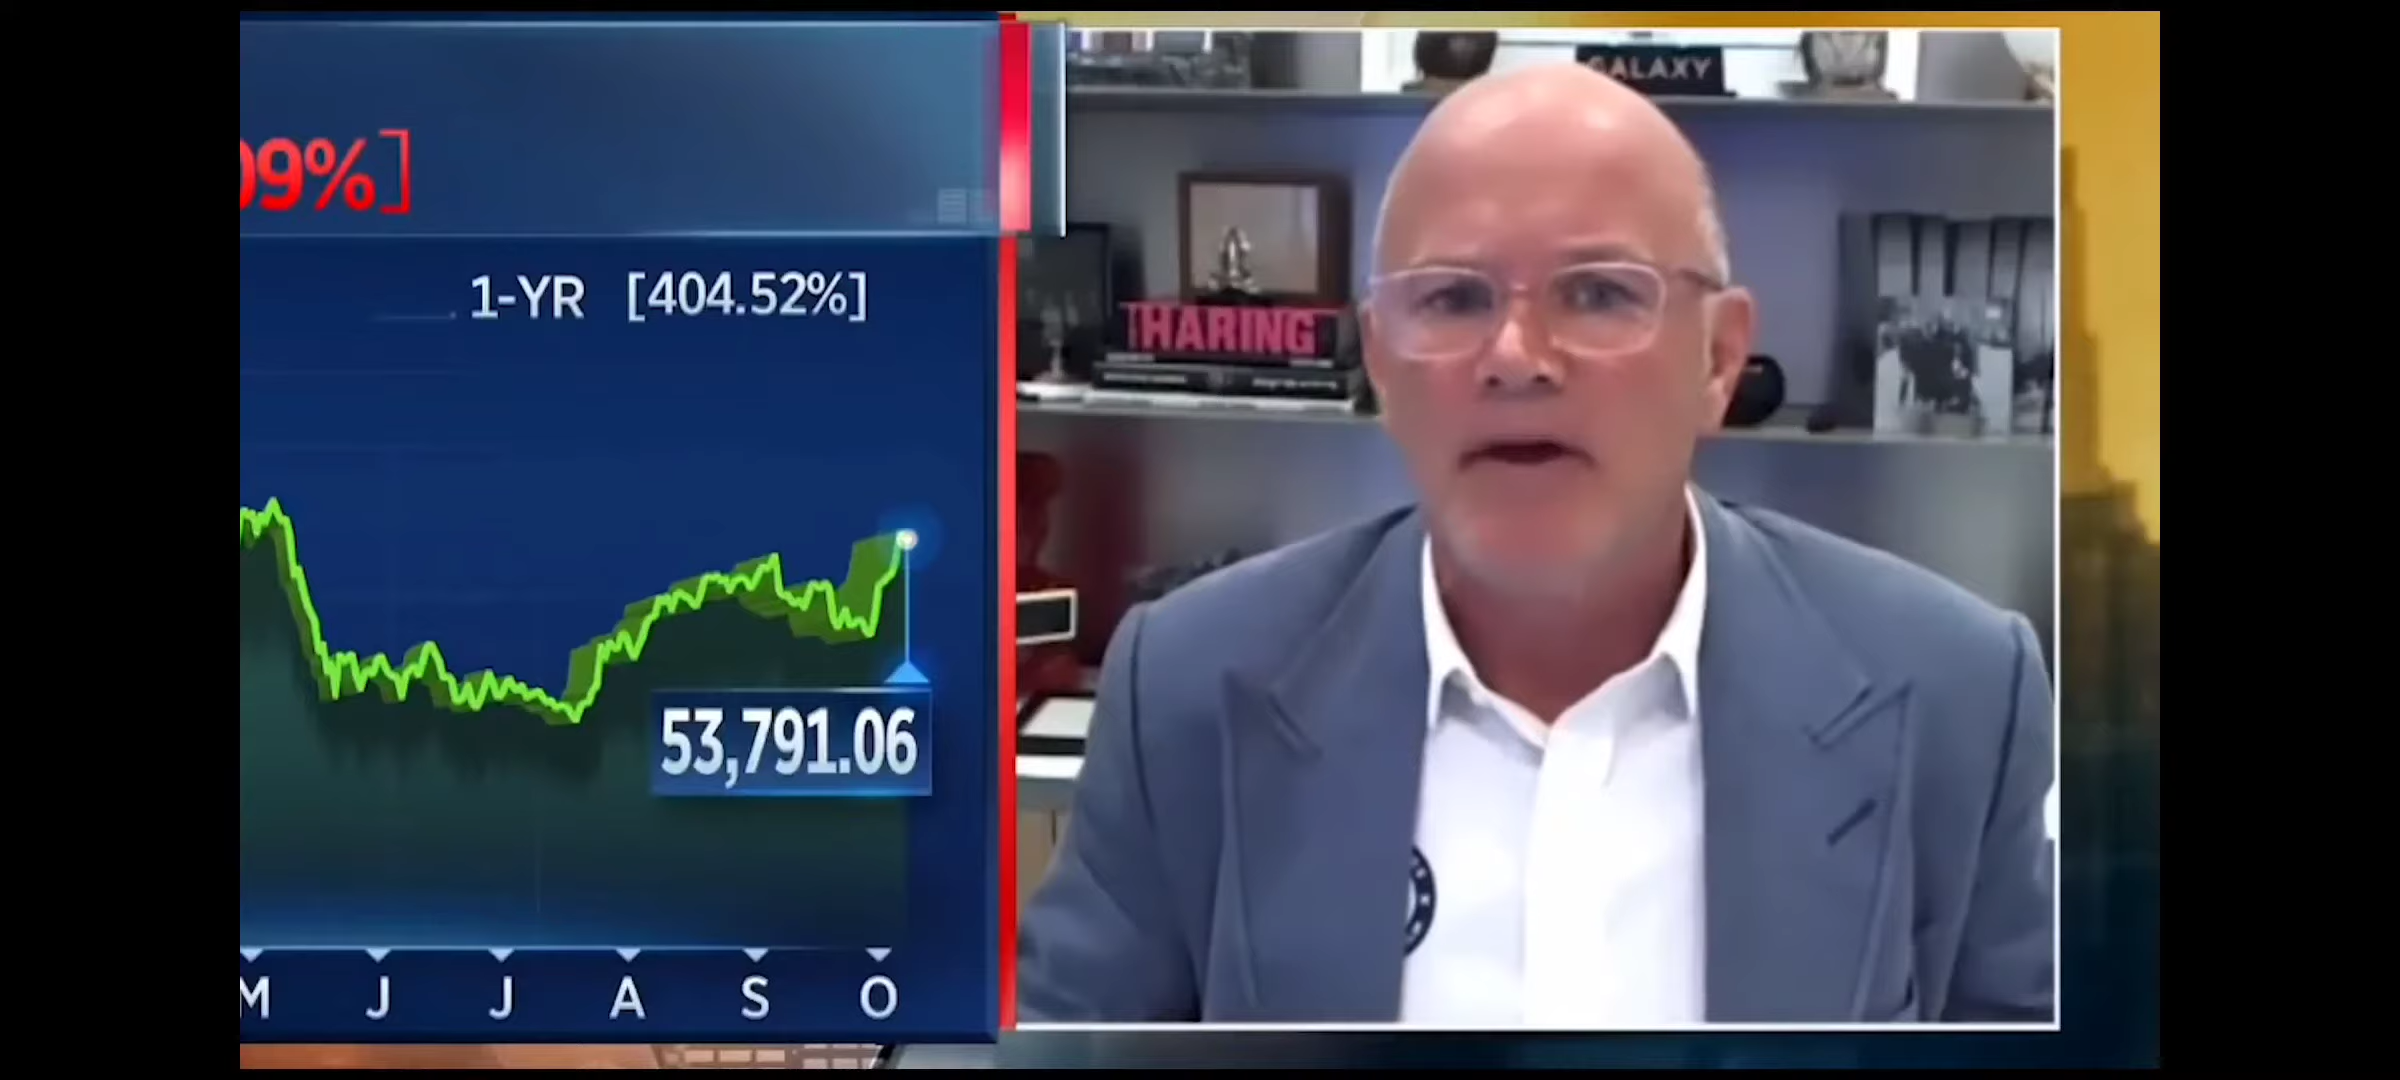 09%]
1-YR [404.52%]
53,791.06
M J J A S O
GALAXY
HARING